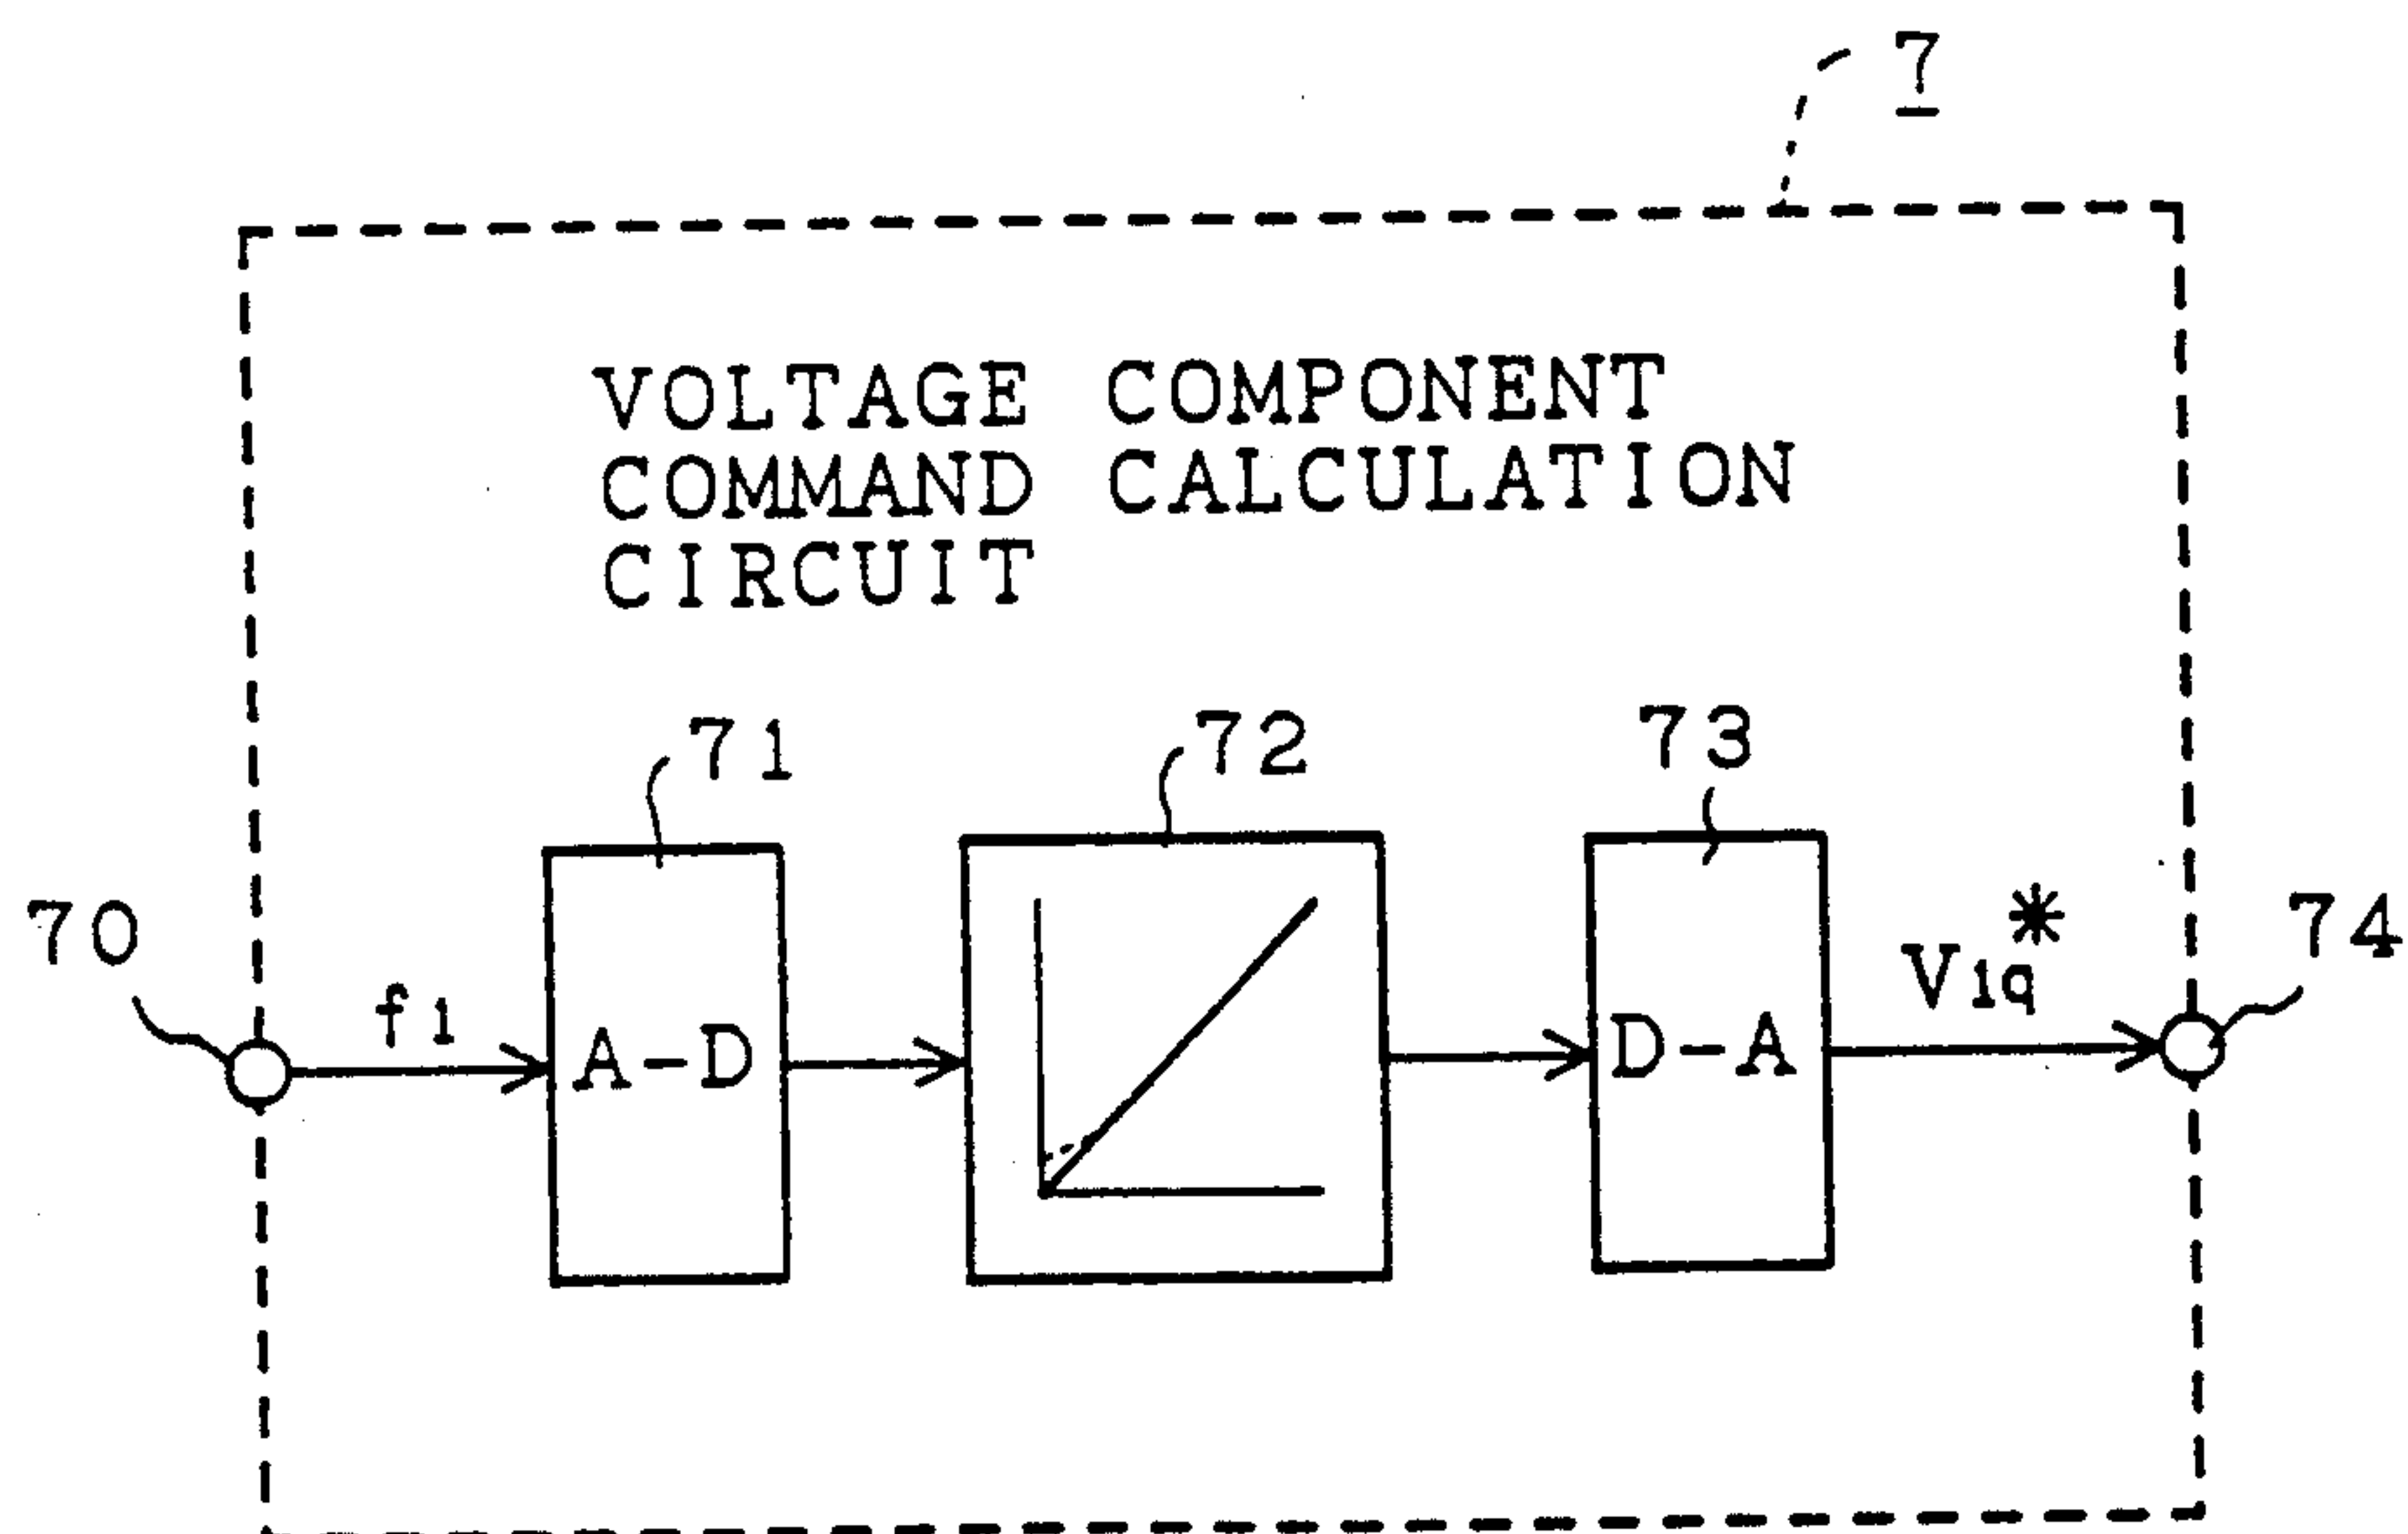 7
VOLTAGE COMPONENT
COMMAND CALCULATION
CIRCUIT
71
72
73
70
f1
A-D
D-A
V1q*
74